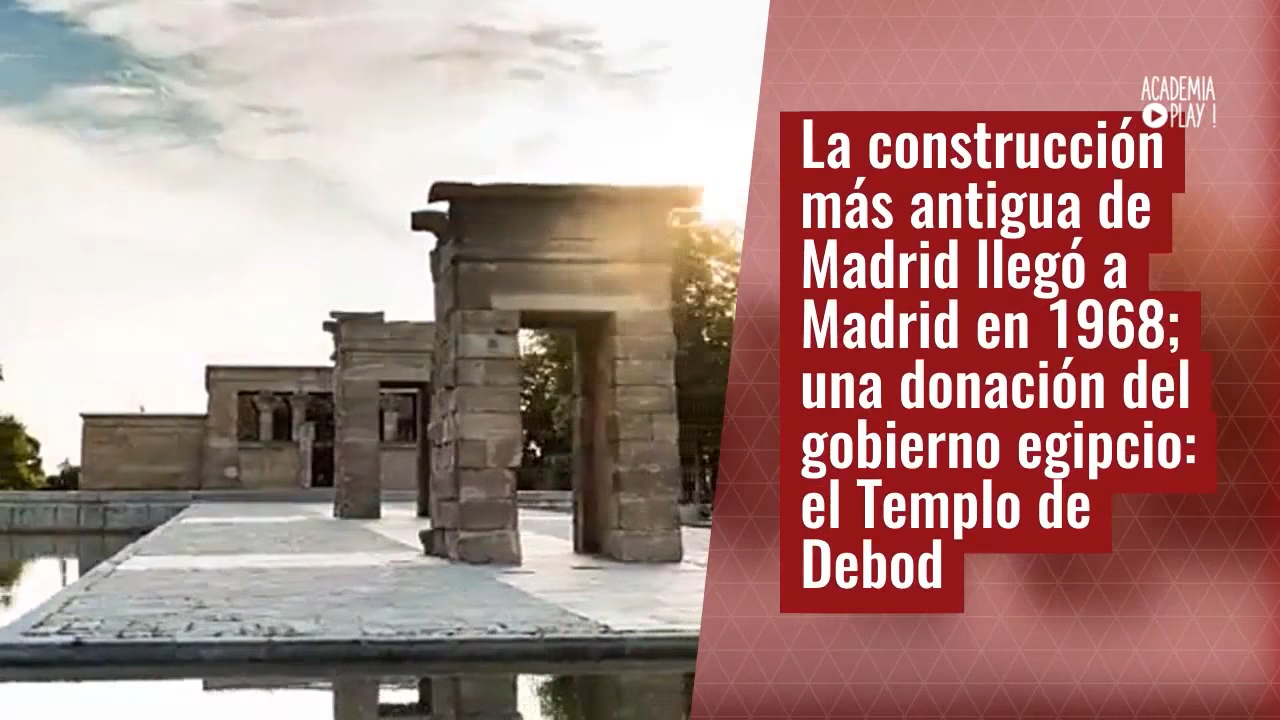 ACADEMIA
PLAY !
La construcción
más antigua de
Madrid llegó a
Madrid en 1968;
una donación del
gobierno egipcio:
el Templo de
Debod